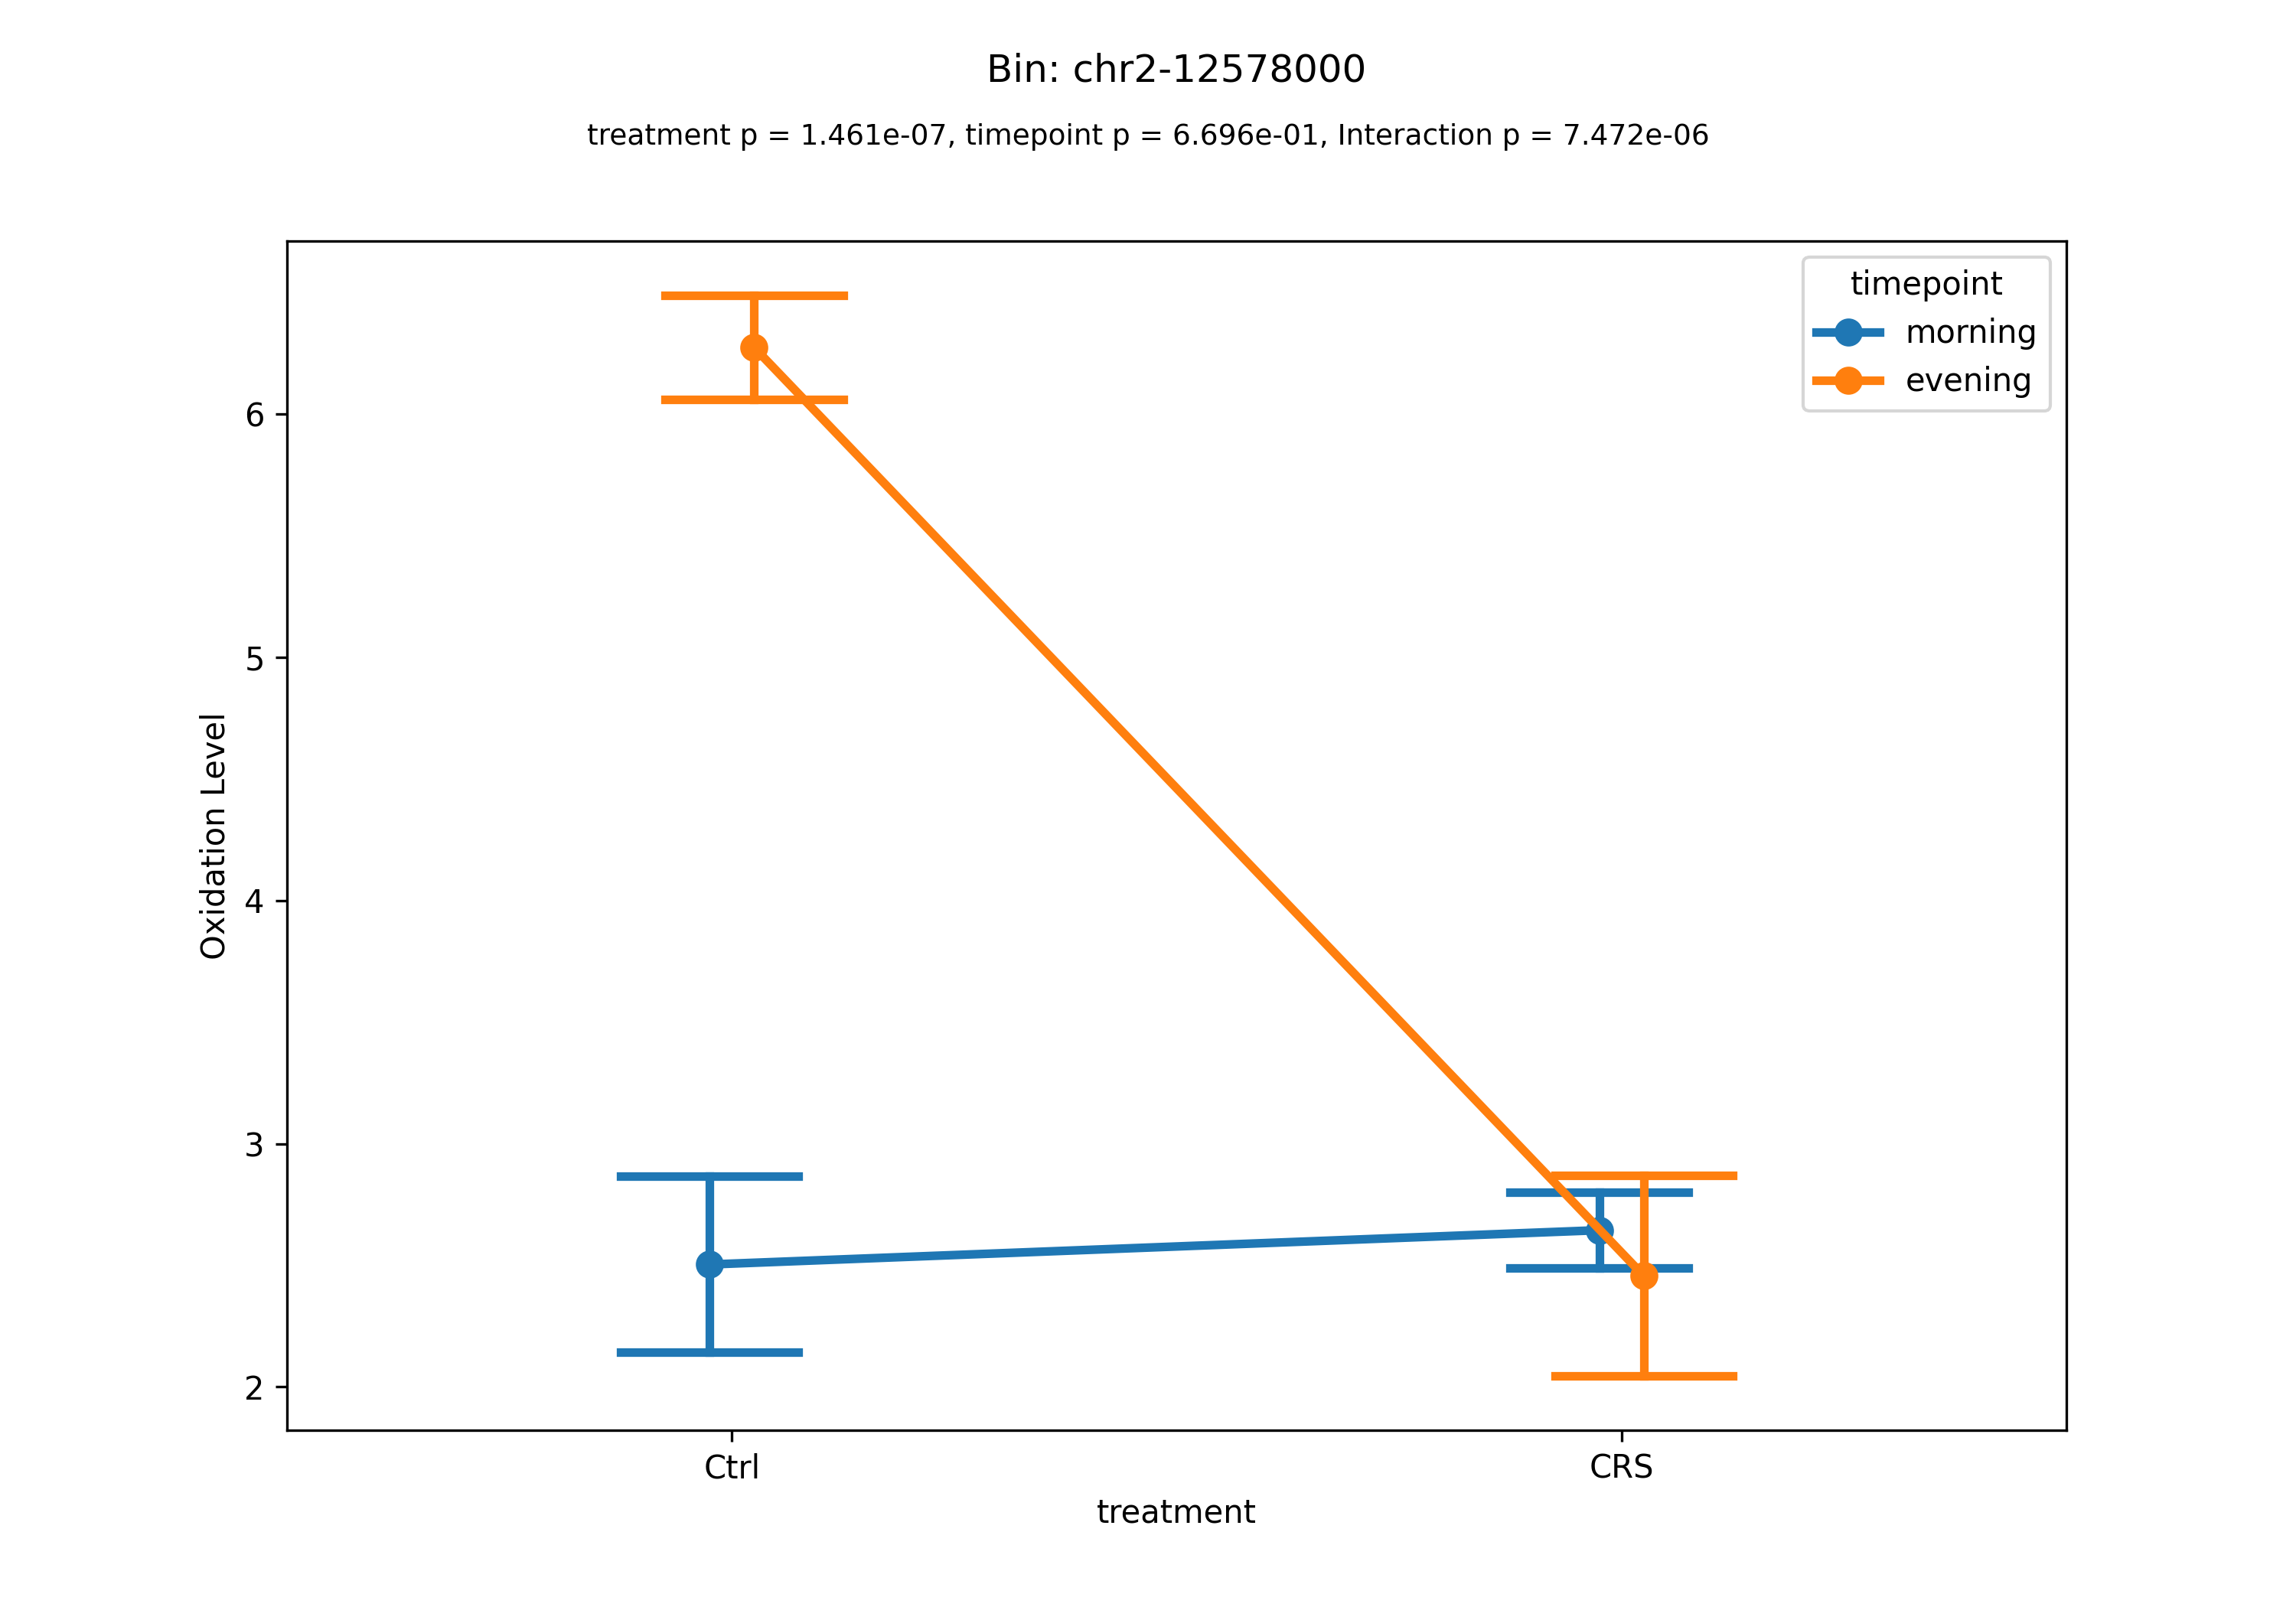 Bin: chr2-12578000
treatment p = 1.461e-07, timepoint p = 6.696e-01, Interaction p = 7.472e-06
timepoint
morning
evening
6
5
4
3
2
Oxidation Level
Ctrl
CRS
treatment